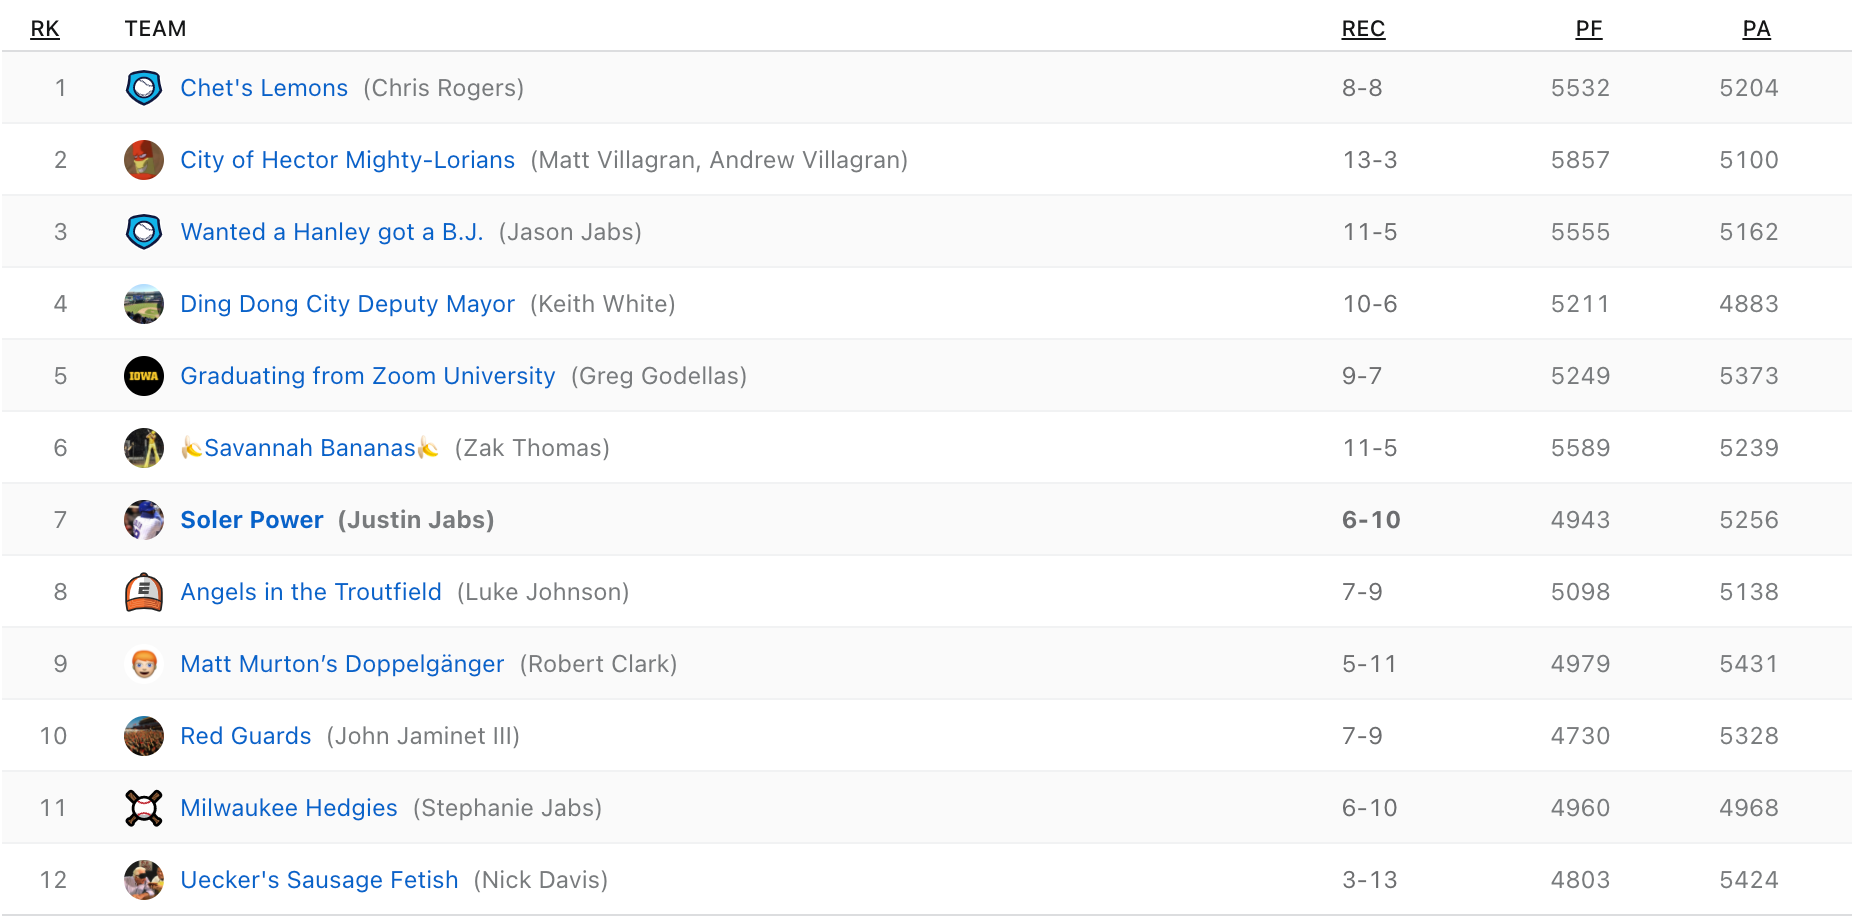 RK TEAM REC PF PA
1 Chet's Lemons (Chris Rogers) 8-8 5532 5204
2 City of Hector Mighty-Lorians (Matt Villagran, Andrew Villagran) 13-3 5857 5100
3 Wanted a Hanley got a B.J. (Jason Jabs) 11-5 5555 5162
4 Ding Dong City Deputy Mayor (Keith White) 10-6 5211 4883
5 IOWA Graduating from Zoom University (Greg Godellas) 9-7 5249 5373
6 🍌Savannah Bananas🍌 (Zak Thomas) 11-5 5589 5239
7 Soler Power (Justin Jabs) 6-10 4943 5256
8 E Angels in the Troutfield (Luke Johnson) 7-9 5098 5138
9 Matt Murton’s Doppelgänger (Robert Clark) 5-11 4979 5431
10 Red Guards (John Jaminet III) 7-9 4730 5328
11 Milwaukee Hedgies (Stephanie Jabs) 6-10 4960 4968
12 Uecker's Sausage Fetish (Nick Davis) 3-13 4803 5424